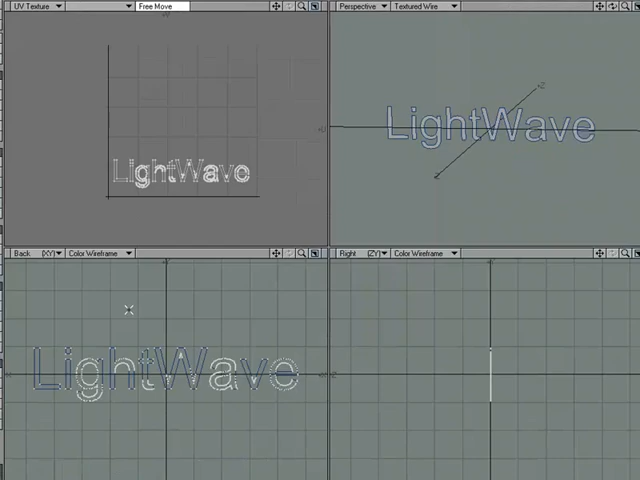 UV Texture Free Move
Perspective Textured Wire
LightWave
LightWave
Back (XY) Color Wireframe
Right (ZY) Color Wireframe
LightWave